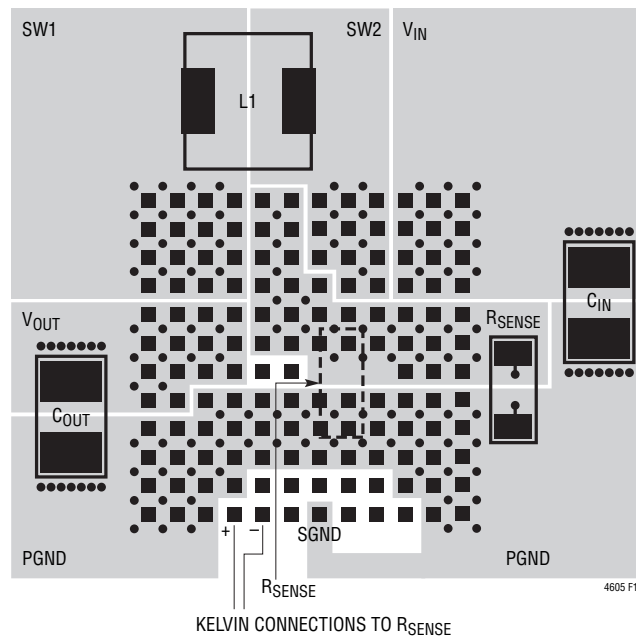 SW1
SW2
VIN
L1
VOUT
RSENSE
CIN
COUT
+
−
SGND
PGND
PGND
RSENSE
4605 F1
KELVIN CONNECTIONS TO RSENSE